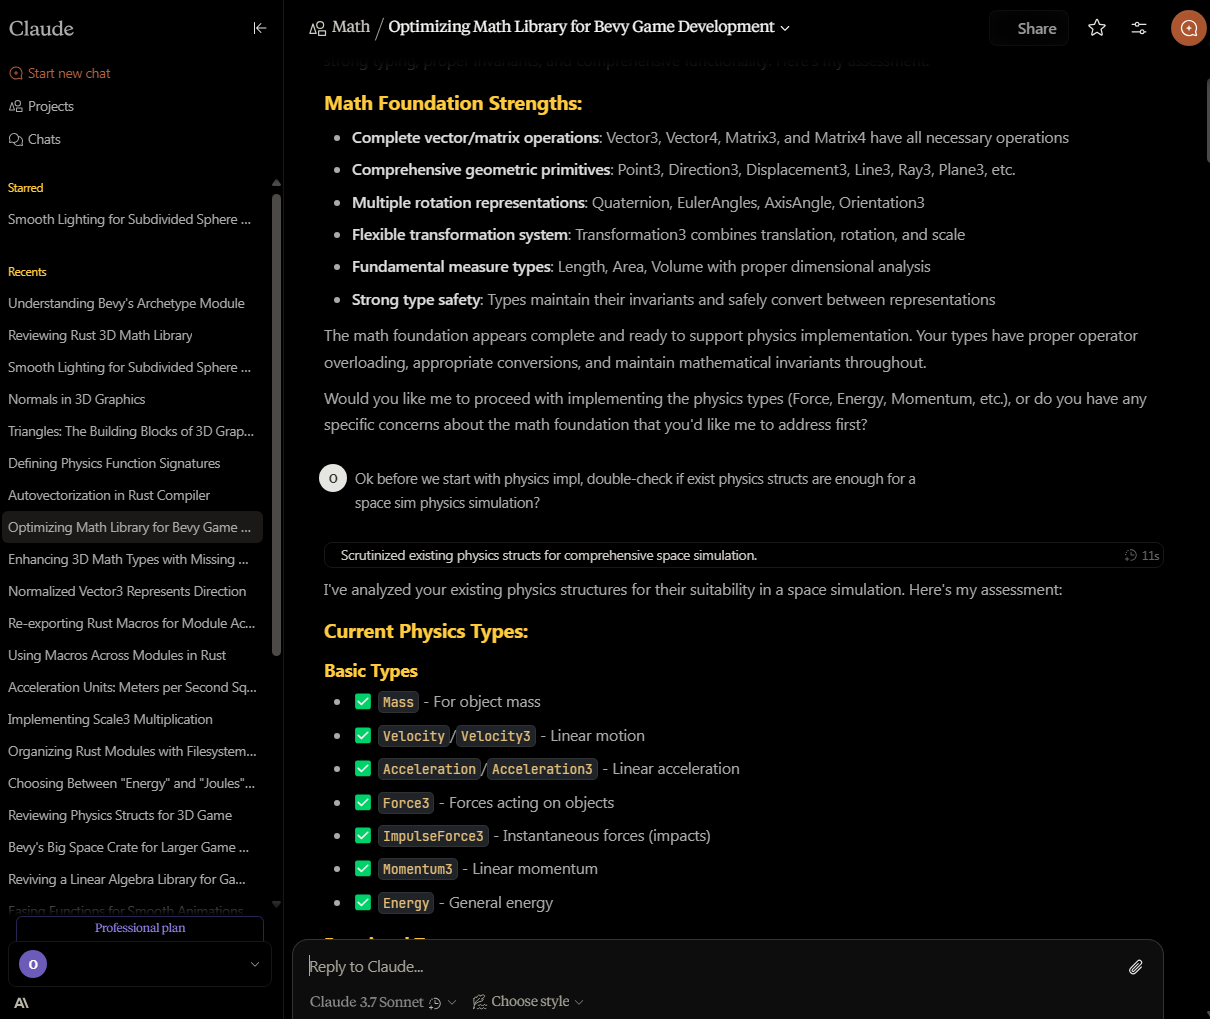 Claude
Start new chat
Projects
Chats
Starred
Smooth Lighting for Subdivided Sphere ...
Recents
Understanding Bevy's Archetype Module
Reviewing Rust 3D Math Library
Smooth Lighting for Subdivided Sphere ...
Normals in 3D Graphics
Triangles: The Building Blocks of 3D Grap...
Defining Physics Function Signatures
Autovectorization in Rust Compiler
Optimizing Math Library for Bevy Game ...
Enhancing 3D Math Types with Missing ...
Normalized Vector3 Represents Direction
Re-exporting Rust Macros for Module Ac...
Using Macros Across Modules in Rust
Acceleration Units: Meters per Second Sq...
Implementing Scale3 Multiplication
Organizing Rust Modules with Filesystem...
Choosing Between "Energy" and "Joules"...
Reviewing Physics Structs for 3D Game
Bevy's Big Space Crate for Larger Game ...
Reviving a Linear Algebra Library for Ga...
Easing Functions for Smooth Animations
Professional plan
O
A\
Math / Optimizing Math Library for Bevy Game Development
Share
strong typing, proper invariants, and comprehensive functionality. Here's my assessment:
Math Foundation Strengths:
• Complete vector/matrix operations: Vector3, Vector4, Matrix3, and Matrix4 have all necessary operations
• Comprehensive geometric primitives: Point3, Direction3, Displacement3, Line3, Ray3, Plane3, etc.
• Multiple rotation representations: Quaternion, EulerAngles, AxisAngle, Orientation3
• Flexible transformation system: Transformation3 combines translation, rotation, and scale
• Fundamental measure types: Length, Area, Volume with proper dimensional analysis
• Strong type safety: Types maintain their invariants and safely convert between representations
The math foundation appears complete and ready to support physics implementation. Your types have proper operator
overloading, appropriate conversions, and maintain mathematical invariants throughout.
Would you like me to proceed with implementing the physics types (Force, Energy, Momentum, etc.), or do you have any
specific concerns about the math foundation that you'd like me to address first?
O
Ok before we start with physics impl, double-check if exist physics structs are enough for a
space sim physics simulation?
Scrutinized existing physics structs for comprehensive space simulation. 11s
I've analyzed your existing physics structures for their suitability in a space simulation. Here's my assessment:
Current Physics Types:
Basic Types
• ✅ Mass - For object mass
• ✅ Velocity/Velocity3 - Linear motion
• ✅ Acceleration/Acceleration3 - Linear acceleration
• ✅ Force3 - Forces acting on objects
• ✅ ImpulseForce3 - Instantaneous forces (impacts)
• ✅ Momentum3 - Linear momentum
• ✅ Energy - General energy
Reply to Claude...
Claude 3.7 Sonnet
Choose style